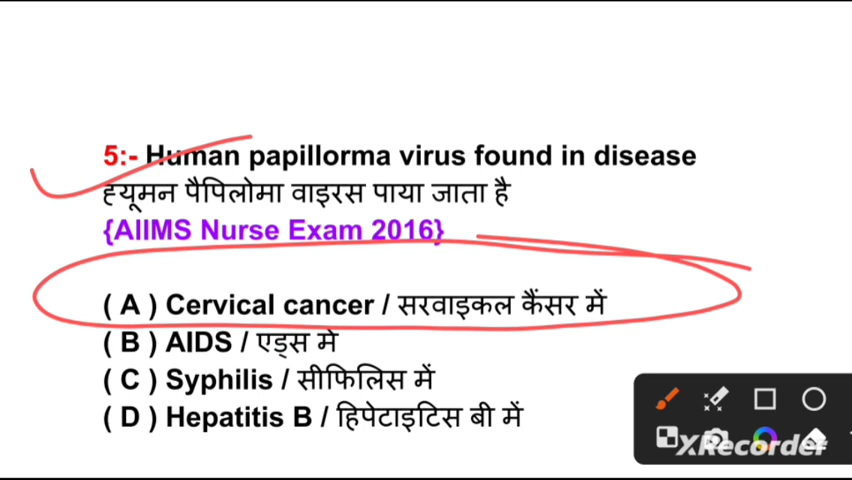 5:- Human papillorma virus found in disease
ह्यूमन पैपिलोमा वाइरस पाया जाता है
{AIIMS Nurse Exam 2016}
( A ) Cervical cancer / सरवाइकल कैंसर में
( B ) AIDS / एड्स मे
( C ) Syphilis / सीफिलिस में
( D ) Hepatitis B / हिपेटाइटिस बी में
XRecorder